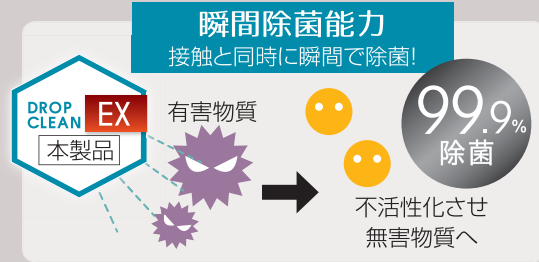 瞬間除菌能力
接触と同時に瞬間で除菌!
DROP
CLEAN
EX
本製品
有害物質
99.9%
除菌
不活性化させ
無害物質へ